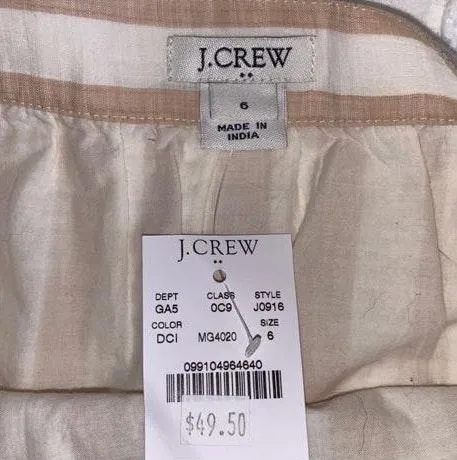 J.CREW
6
MADE IN
INDIA
J.CREW
DEPT CLASS STYLE
GA5 0C9 J0916
COLOR SIZE
DCI MG4020 6
099104964640
$49.50